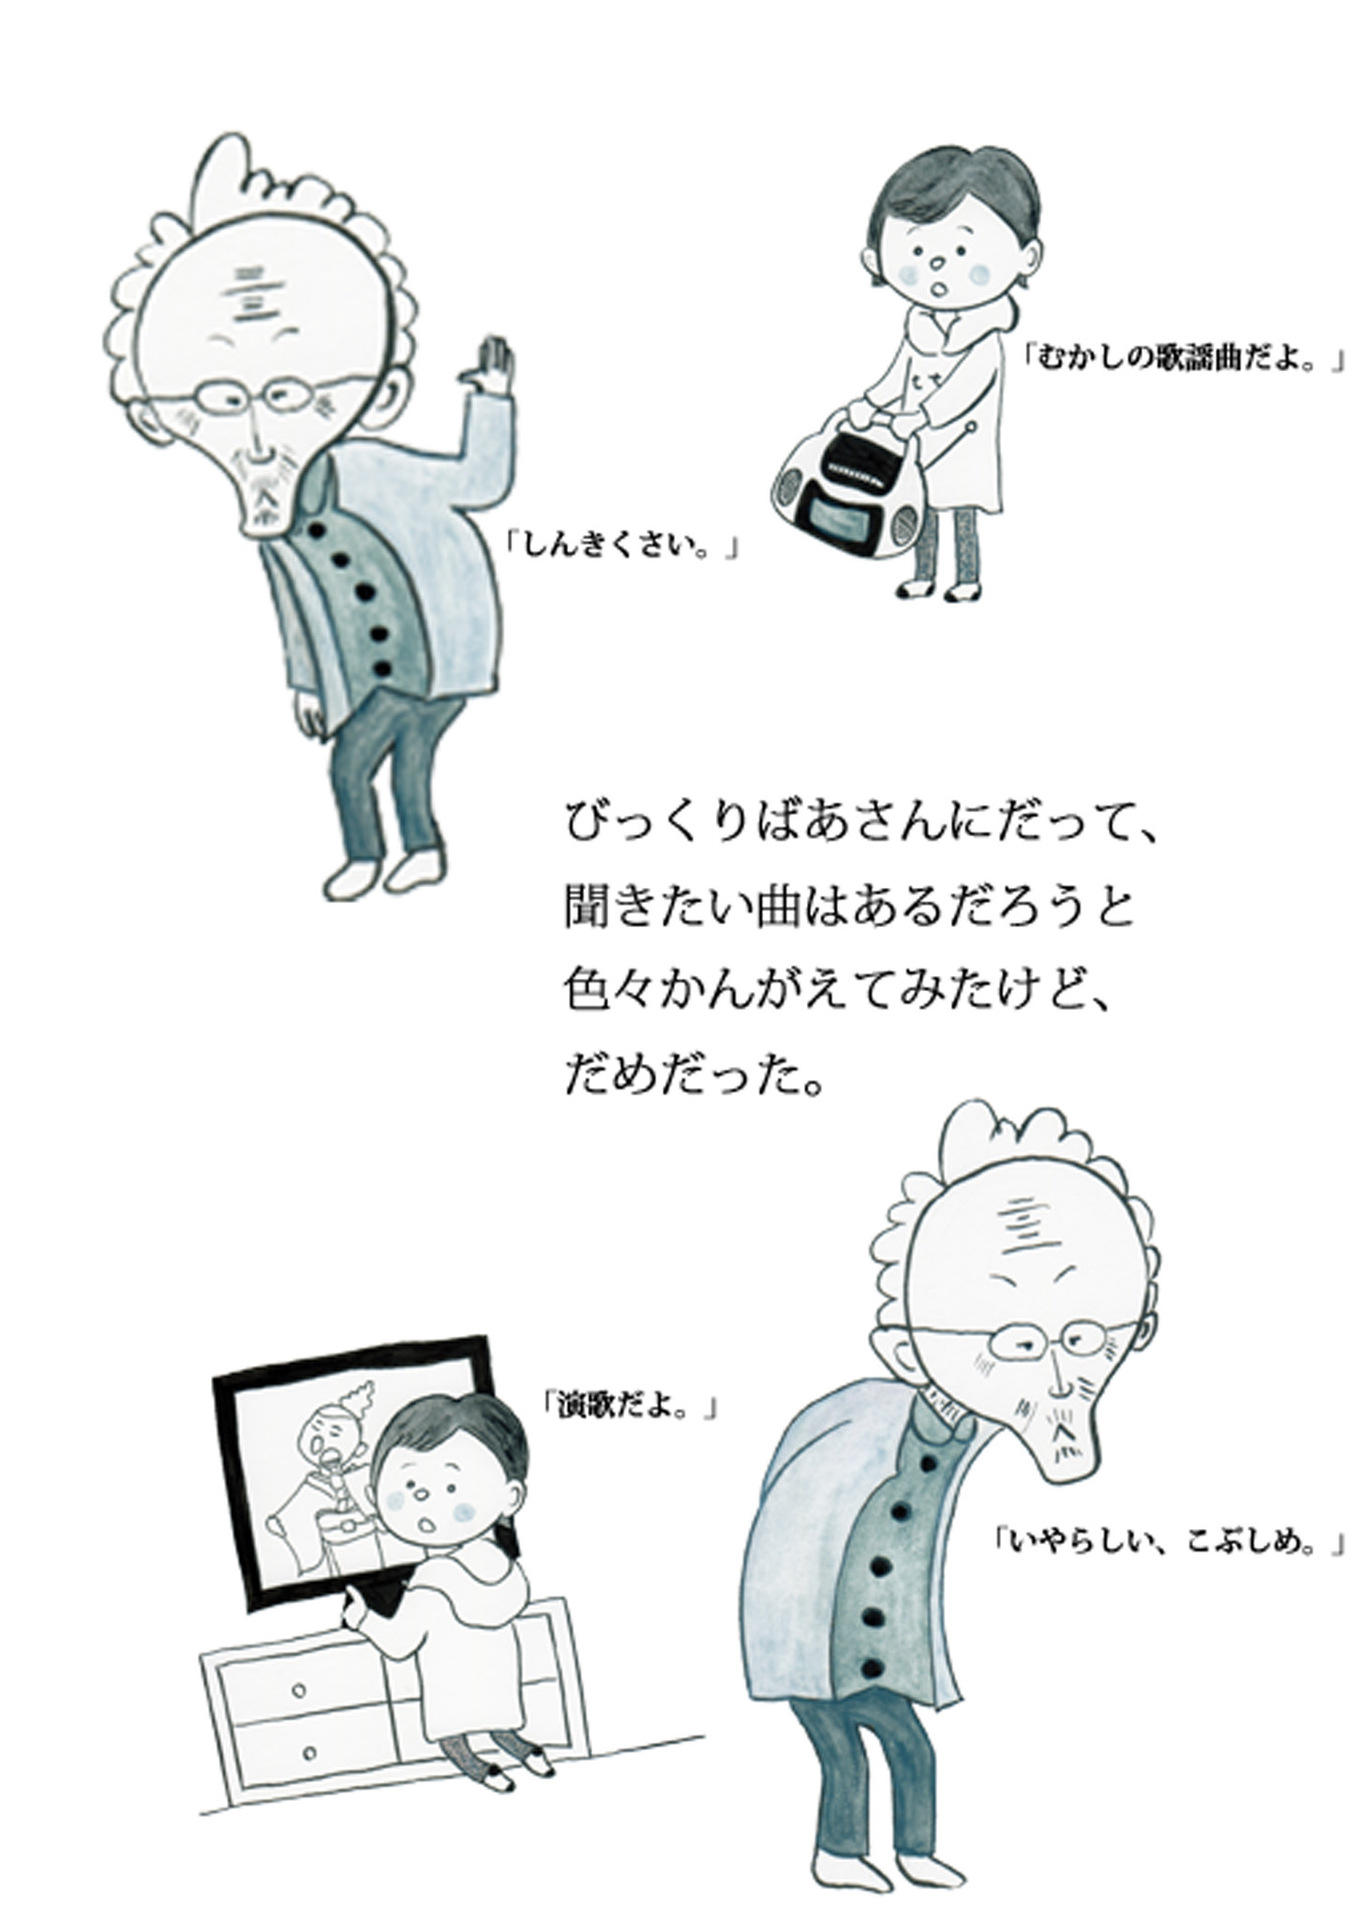 「むかしの歌謡曲だよ。」
「しんきくさい。」
びっくりばあさんにだって、
聞きたい曲はあるだろうと
色々かんがえてみたけど、
だめだった。
「演歌だよ。」
「いやらしい、こぶしめ。」